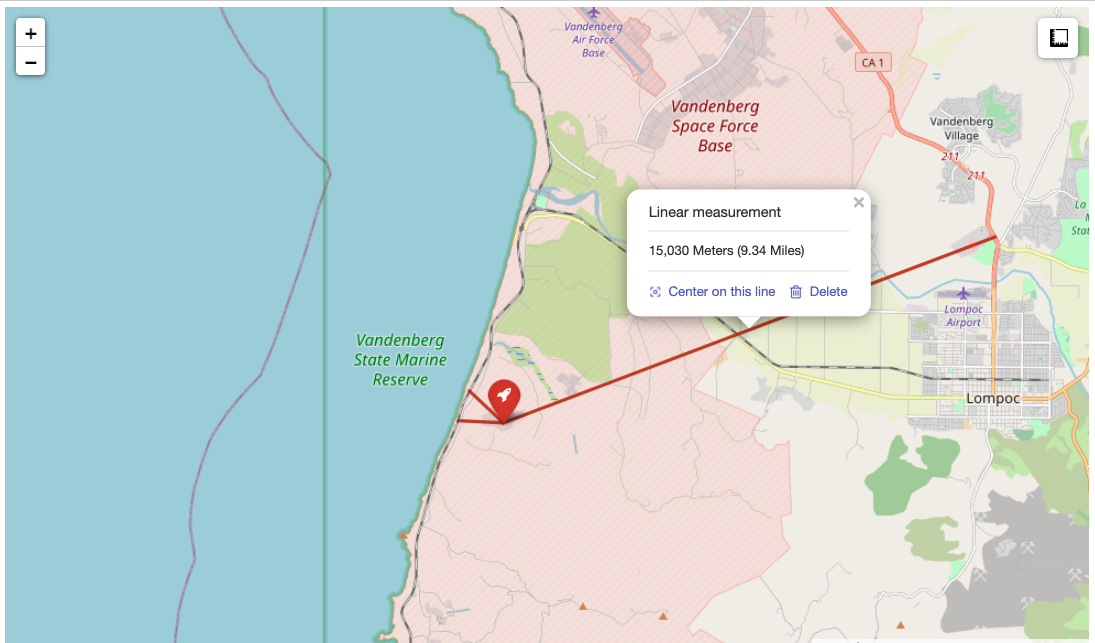 +
−
Vandenberg
Air Force
Base
CA 1
Vandenberg
Space Force
Base
Vandenberg
Village
211
211
La
Stat
×
Linear measurement
15,030 Meters (9.34 Miles)
Center on this line
Delete
Lompoc
Airport
Vandenberg
State Marine
Reserve
Lompoc